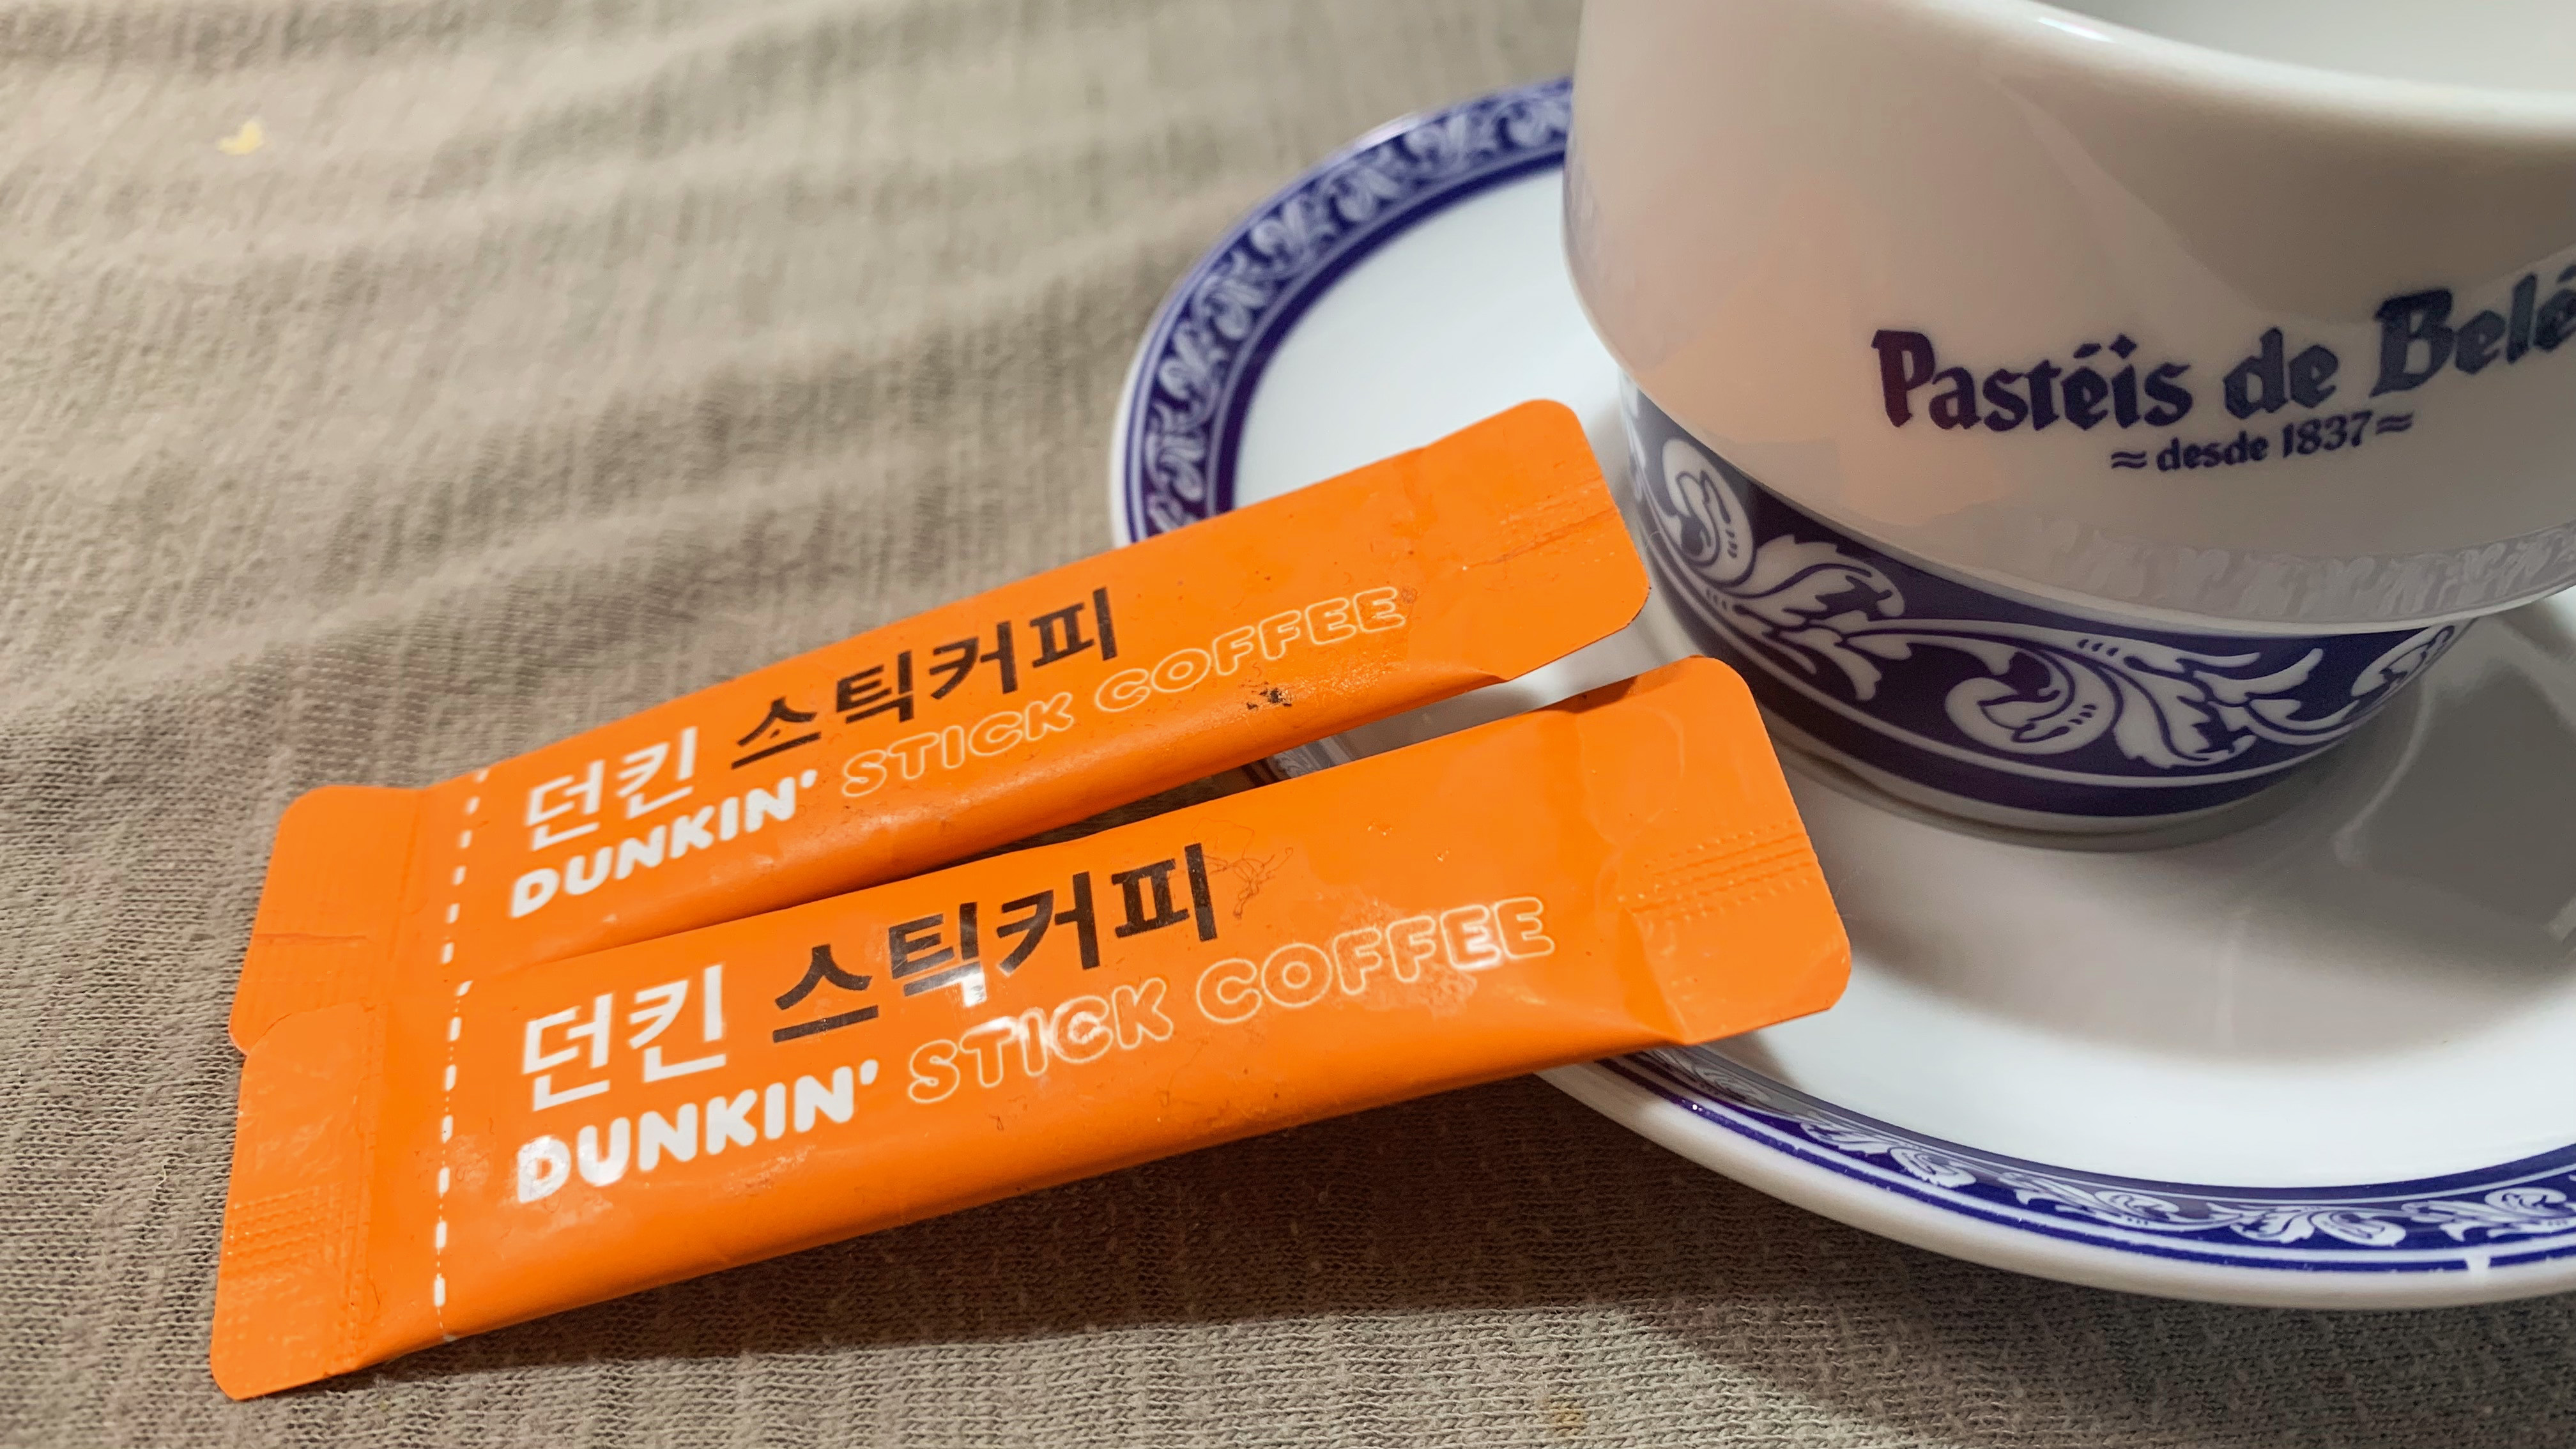 던킨 스틱커피
DUNKIN' STICK COFFEE
던킨 스틱커피
DUNKIN' STICK COFFEE
Pastéis de Belé
≈desde 1837≈